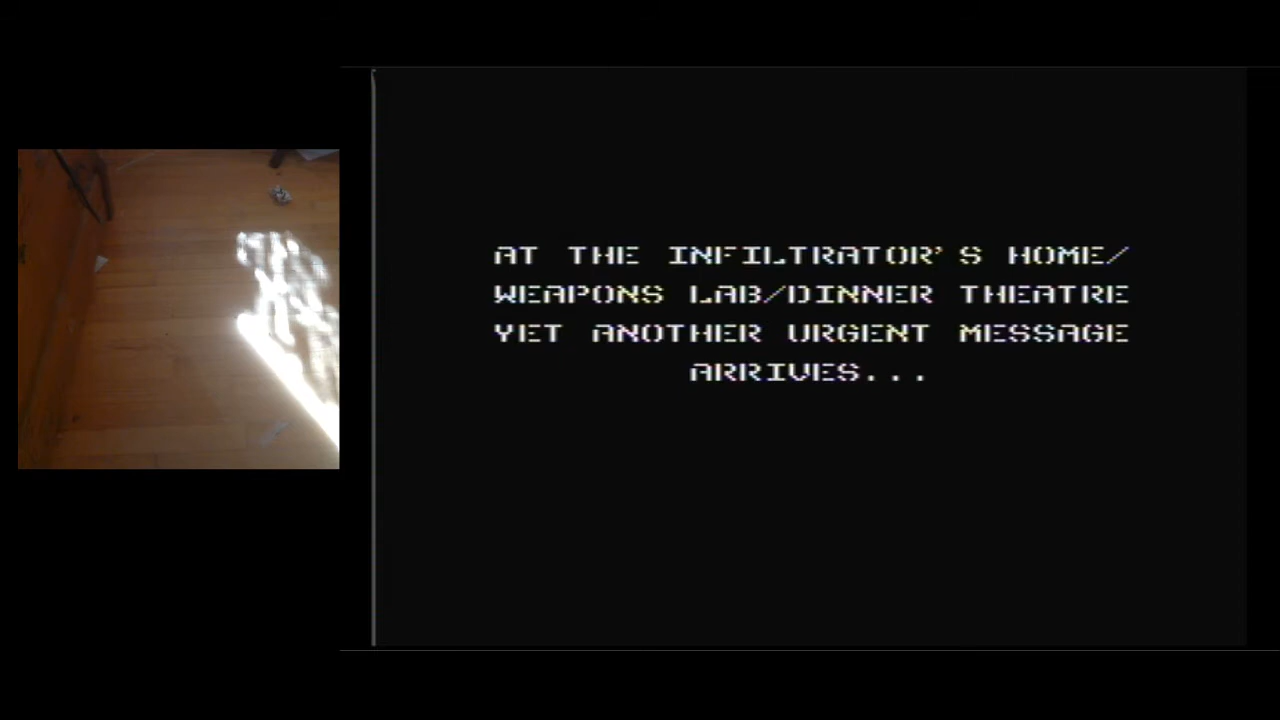 AT THE INFILTRATOR'S HOME/
WEAPONS LAB/DINNER THEATRE
YET ANOTHER URGENT MESSAGE
ARRIVES...